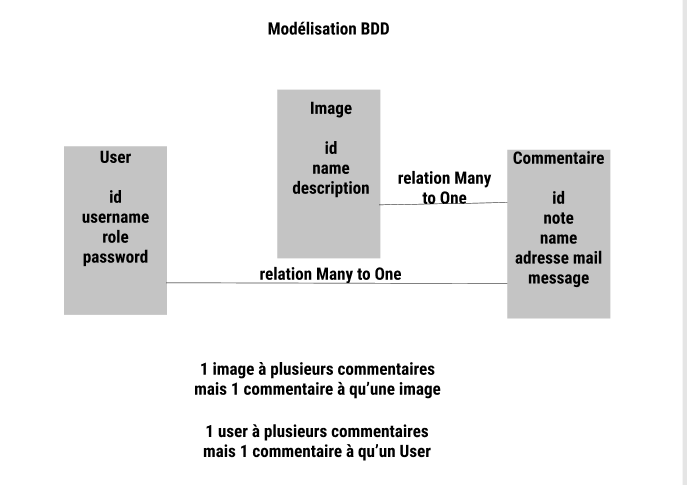 Modélisation BDD
User
id
username
role
password
Image
id
name
description
relation Many
to One
Commentaire
id
note
name
adresse mail
message
relation Many to One
1 image à plusieurs commentaires
mais 1 commentaire à qu'une image
1 user à plusieurs commentaires
mais 1 commentaire à qu'un User